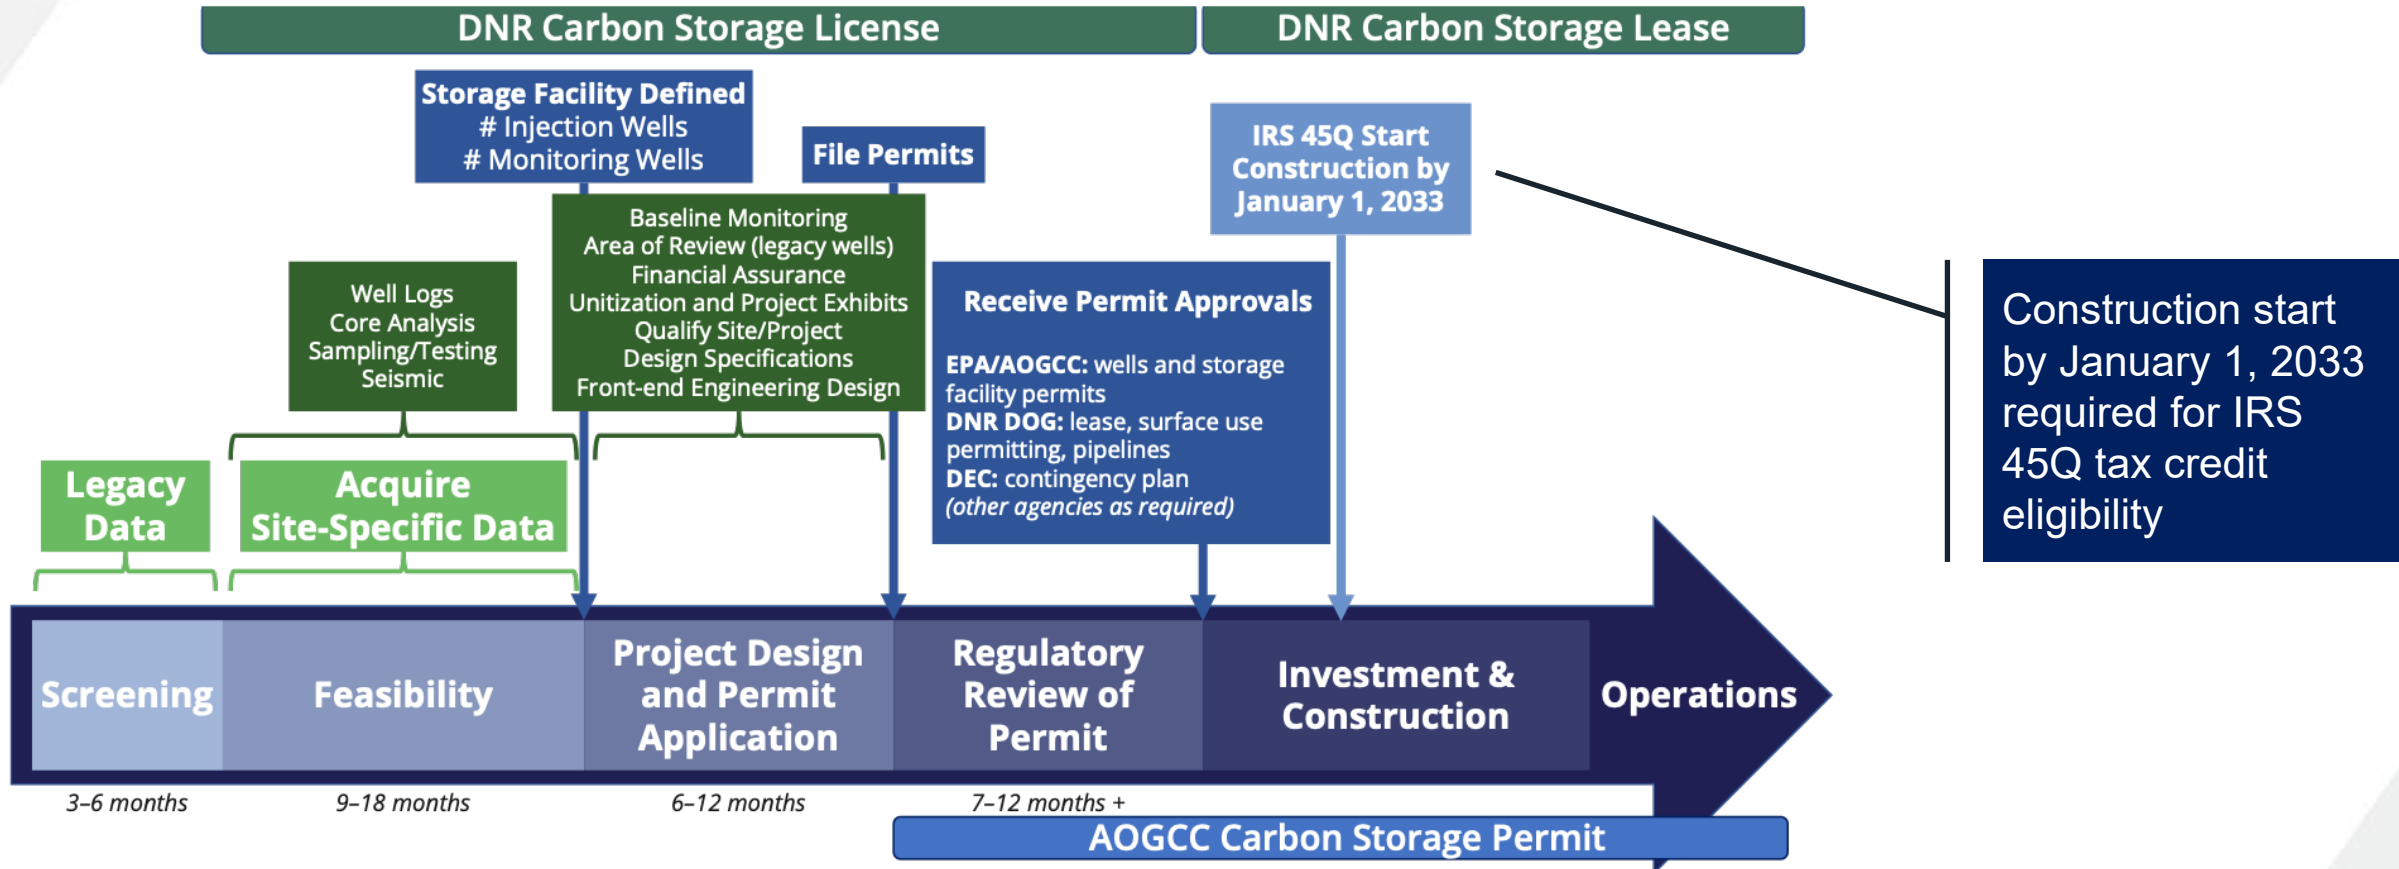 DNR Carbon Storage License
DNR Carbon Storage Lease
Storage Facility Defined
# Injection Wells
# Monitoring Wells
File Permits
IRS 45Q Start
Construction by
January 1, 2033
Baseline Monitoring
Area of Review (legacy wells)
Financial Assurance
Unitization and Project Exhibits
Qualify Site/Project
Design Specifications
Front-end Engineering Design
Well Logs
Core Analysis
Sampling/Testing
Seismic
Receive Permit Approvals
EPA/AOGCC: wells and storage
facility permits
DNR DOG: lease, surface use
permitting, pipelines
DEC: contingency plan
(other agencies as required)
Construction start
by January 1, 2033
required for IRS
45Q tax credit
eligibility
Legacy
Data
Acquire
Site-Specific Data
Screening
Feasibility
Project Design
and Permit
Application
Regulatory
Review of
Permit
Investment &
Construction
Operations
3–6 months
9–18 months
6–12 months
7–12 months +
AOGCC Carbon Storage Permit